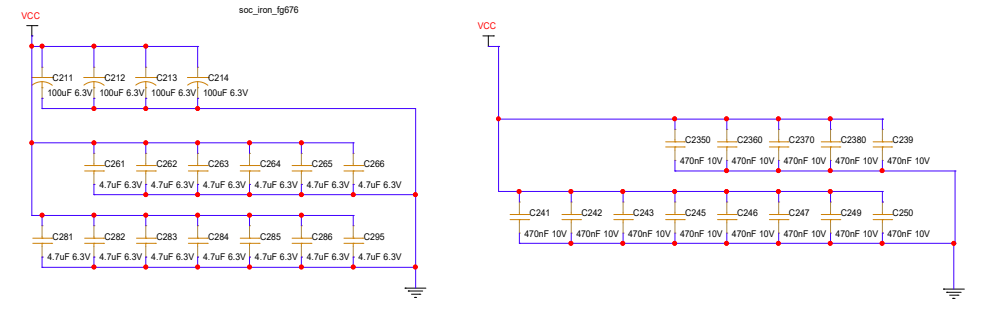 soc_iron_fg676
VCC
C211 C212 C213 C214
100uF 6.3V 100uF 6.3V 100uF 6.3V 100uF 6.3V
C261 C262 C263 C264 C265 C266
4.7uF 6.3V 4.7uF 6.3V 4.7uF 6.3V 4.7uF 6.3V 4.7uF 6.3V 4.7uF 6.3V
C281 C282 C283 C284 C285 C286 C295
4.7uF 6.3V 4.7uF 6.3V 4.7uF 6.3V 4.7uF 6.3V 4.7uF 6.3V 4.7uF 6.3V 4.7uF 6.3V
VCC
C2350 C2360 C2370 C2380 C239
470nF 10V 470nF 10V 470nF 10V 470nF 10V 470nF 10V
C241 C242 C243 C245 C246 C247 C249 C250
470nF 10V 470nF 10V 470nF 10V 470nF 10V 470nF 10V 470nF 10V 470nF 10V 470nF 10V